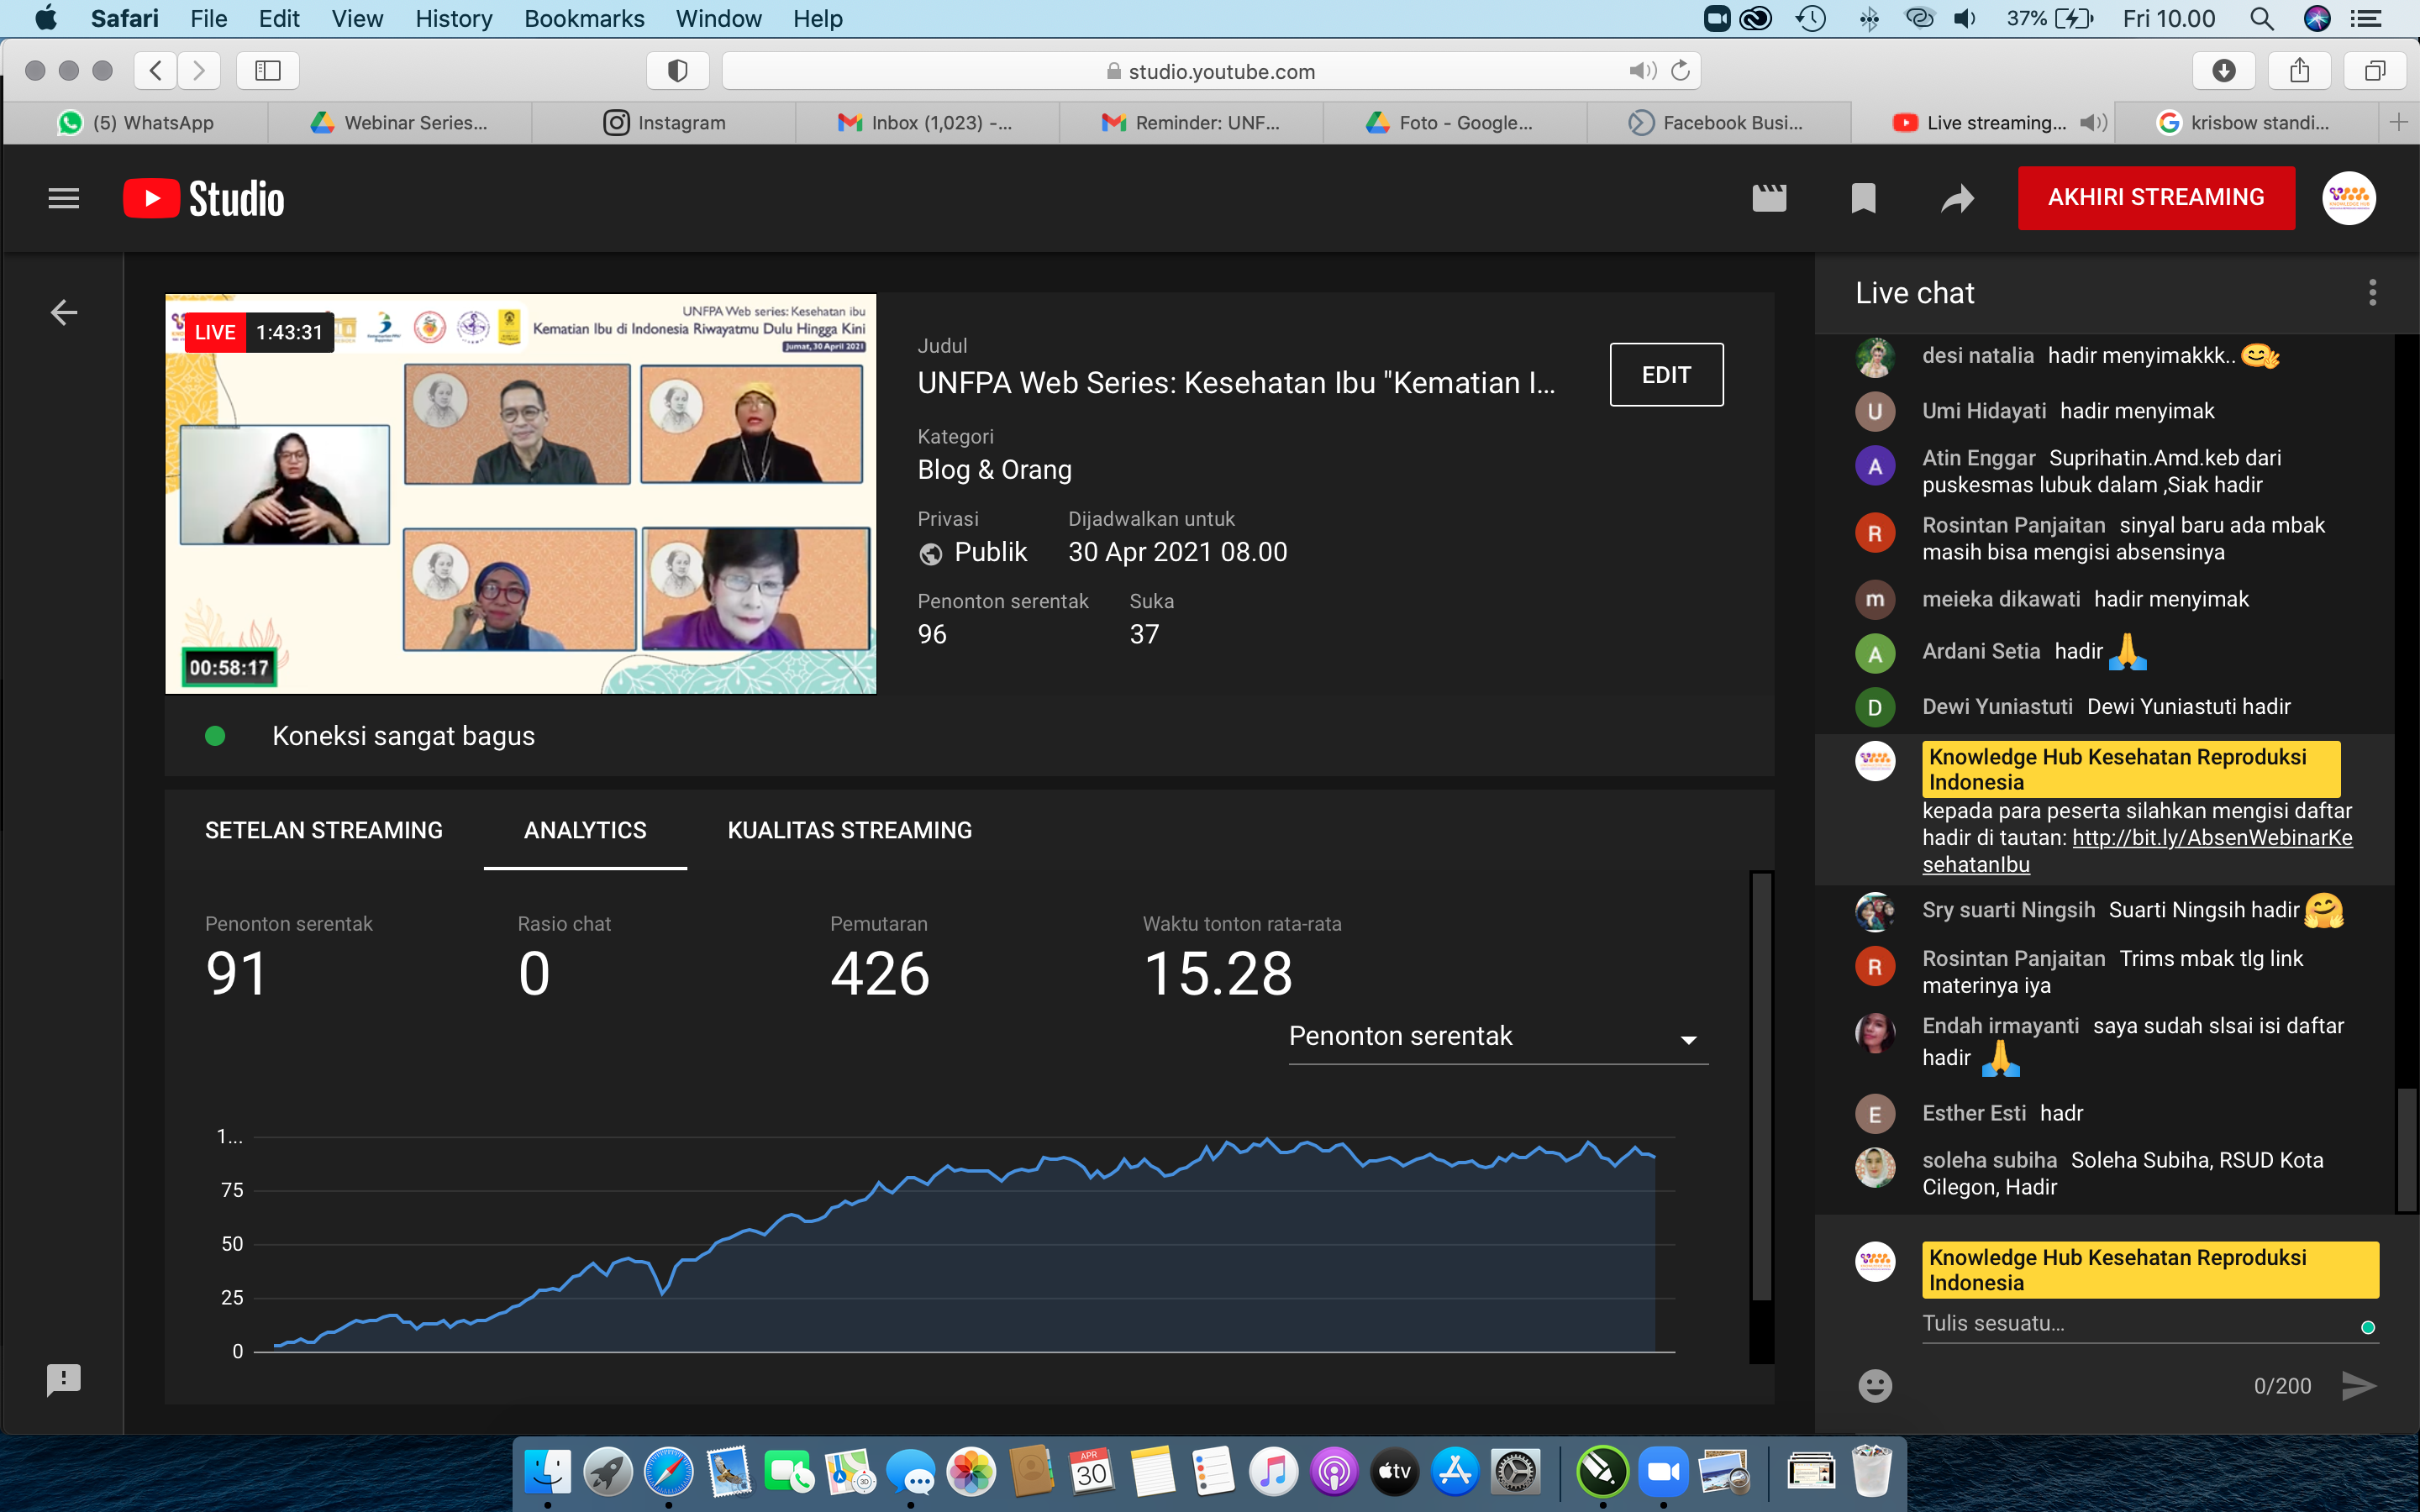 Safari File Edit View History Bookmarks Window Help
37% Fri 10.00
studio.youtube.com
(5) WhatsApp
Webinar Series...
Instagram
Inbox (1,023) -...
Reminder: UNF...
Foto - Google...
Facebook Busi...
Live streaming...
krisbow standi...
Studio
AKHIRI STREAMING
LIVE 1:43:31
UNFPA Web series: Kesehatan ibu
Kematian Ibu di Indonesia Riwayatmu Dulu Hingga Kini
Jumat, 30 April 2021
00:58:17
Judul
UNFPA Web Series: Kesehatan Ibu "Kematian I...
EDIT
Kategori
Blog & Orang
Privasi Dijadwalkan untuk
Publik 30 Apr 2021 08.00
Penonton serentak Suka
96 37
Koneksi sangat bagus
SETELAN STREAMING ANALYTICS KUALITAS STREAMING
Penonton serentak Rasio chat Pemutaran Waktu tonton rata-rata
91 0 426 15.28
Penonton serentak
1...
75
50
25
0
Live chat
desi natalia hadir menyimakkk..
U Umi Hidayati hadir menyimak
A Atin Enggar Suprihatin.Amd.keb dari
puskesmas lubuk dalam ,Siak hadir
R Rosintan Panjaitan sinyal baru ada mbak
masih bisa mengisi absensinya
m meieka dikawati hadir menyimak
A Ardani Setia hadir
D Dewi Yuniastuti Dewi Yuniastuti hadir
Knowledge Hub Kesehatan Reproduksi
Indonesia
kepada para peserta silahkan mengisi daftar
hadir di tautan: http://bit.ly/AbsenWebinarKe
sehatanIbu
Sry suarti Ningsih Suarti Ningsih hadir
R Rosintan Panjaitan Trims mbak tlg link
materinya iya
Endah irmayanti saya sudah slsai isi daftar
hadir
E Esther Esti hadr
soleha subiha Soleha Subiha, RSUD Kota
Cilegon, Hadir
Knowledge Hub Kesehatan Reproduksi
Indonesia
Tulis sesuatu...
0/200
3D
APR
30
tv